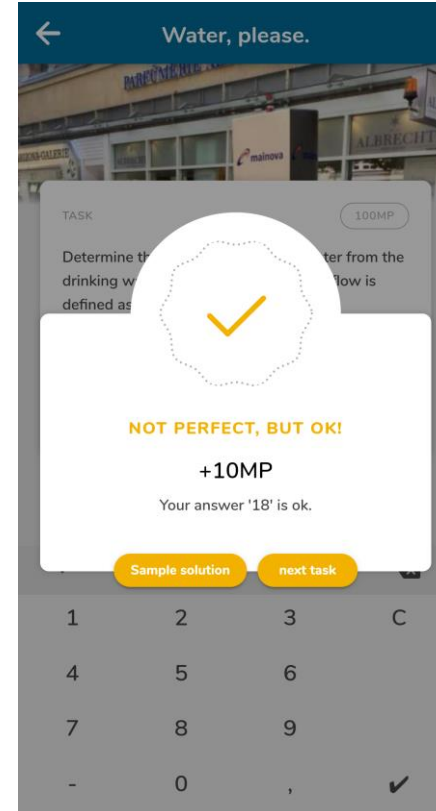 Water, please.
PARFÜMERIE
ALBRECHT
mainova
TASK
100MP
Determine th ter from the
drinking w flow is
defined as
NOT PERFECT, BUT OK!
+10MP
Your answer '18' is ok.
Sample solution next task
1 2 3 C
4 5 6
7 8 9
- 0 , ✔